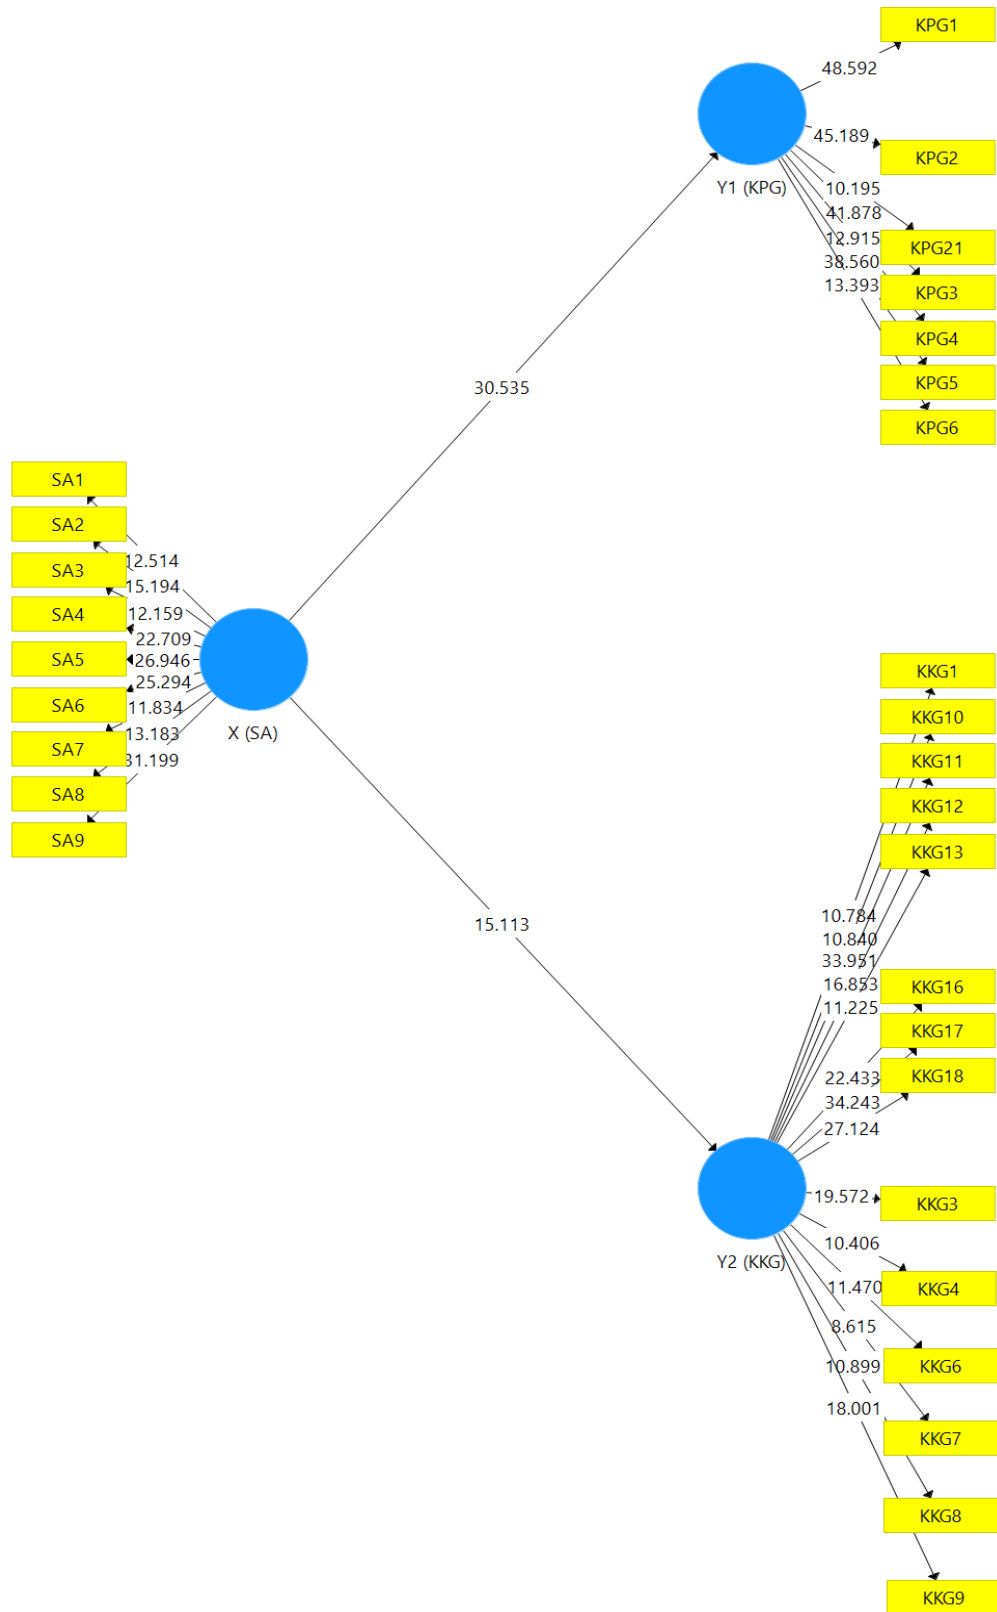 KPG1
48.592
45.189
KPG2
Y1 (KPG)
10.195
41.878
12.915
KPG21
38.560
13.393
KPG3
KPG4
KPG5
30.535
KPG6
SA1
SA2
12.514
SA3
15.194
12.159
SA4
22.709
SA5
26.946
25.294
SA6
11.834
13.183
X (SA)
SA7
31.199
SA8
SA9
KKG1
KKG10
KKG11
KKG12
KKG13
10.784
15.113
10.840
33.951
16.853
KKG16
11.225
KKG17
22.433
KKG18
34.243
27.124
19.572
KKG3
10.406
Y2 (KKG)
11.470
KKG4
8.615
10.899
KKG6
18.001
KKG7
KKG8
KKG9